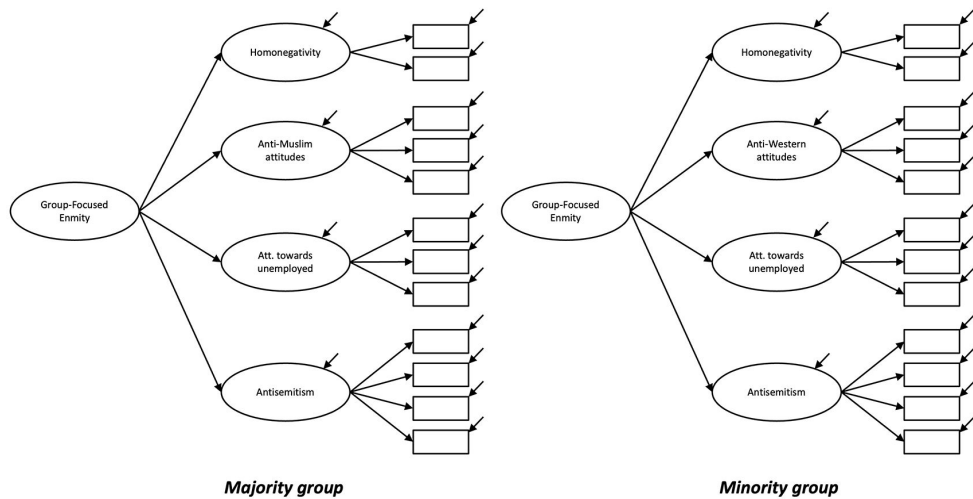 Homonegativity
Anti-Muslim
attitudes
Group-Focused
Enmity
Att. towards
unemployed
Antisemitism
Majority group
Homonegativity
Anti-Western
attitudes
Group-Focused
Enmity
Att. towards
unemployed
Antisemitism
Minority group